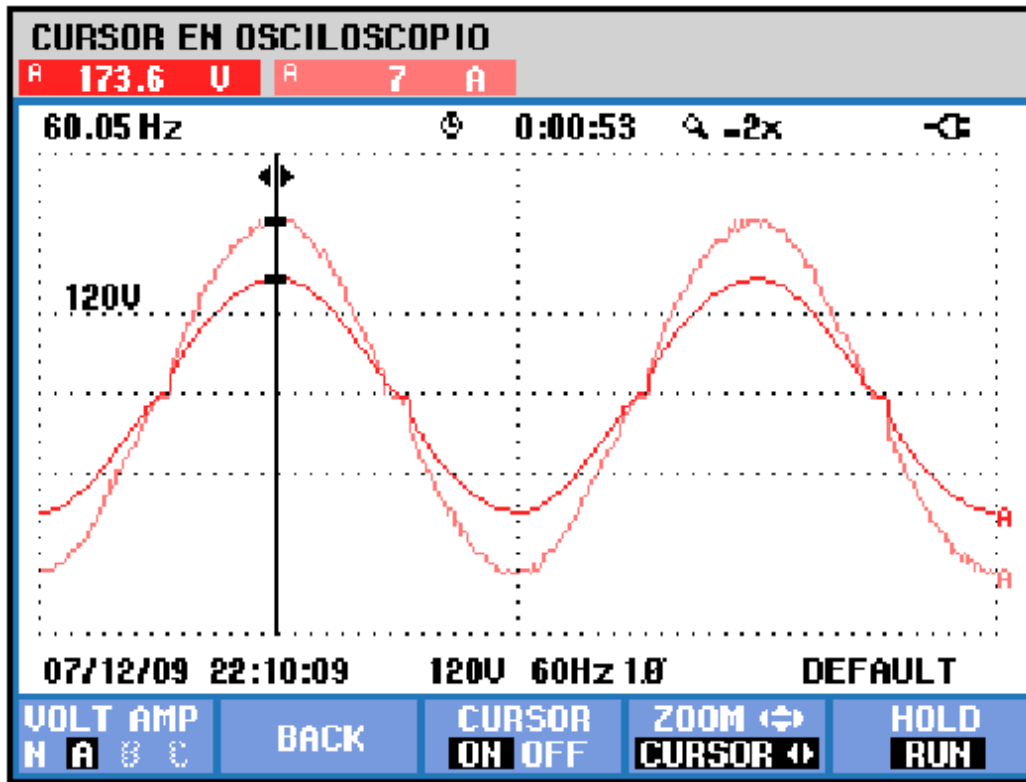 CURSOR EN OSCILOSCOPIO
A 173.6 V A 7 A
60.05 Hz 0:00:53 -2x
120V
A
A
07/12/09 22:10:09 120V 60Hz 1Ø DEFAULT
VOLT AMP BACK CURSOR ZOOM HOLD
N A B C ON OFF CURSOR RUN